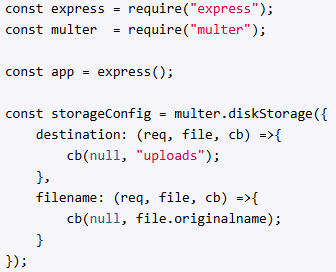 const express = require("express");
const multer  = require("multer");

const app = express();

const storageConfig = multer.diskStorage({
    destination: (req, file, cb) =>{
        cb(null, "uploads");
    },
    filename: (req, file, cb) =>{
        cb(null, file.originalname);
    }
});